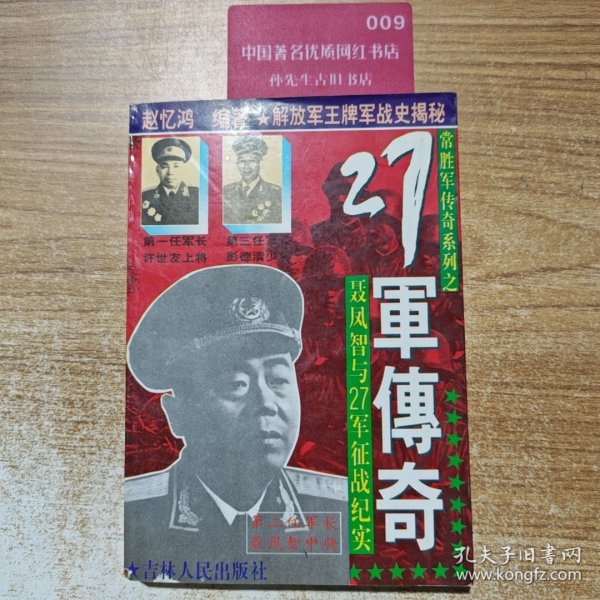 009
中国著名优质网红书店
孙先生古旧书店
赵忆鸿 编著 ★解放军王牌军战史揭秘
常胜军传奇系列之
27
軍傳奇
聂凤智与27军征战纪实
第一任军长
许世友上将
第三任
彭德清少
第二任军长
聂凤智中将
★吉林人民出版社
孔夫子旧书网
kongfz.com